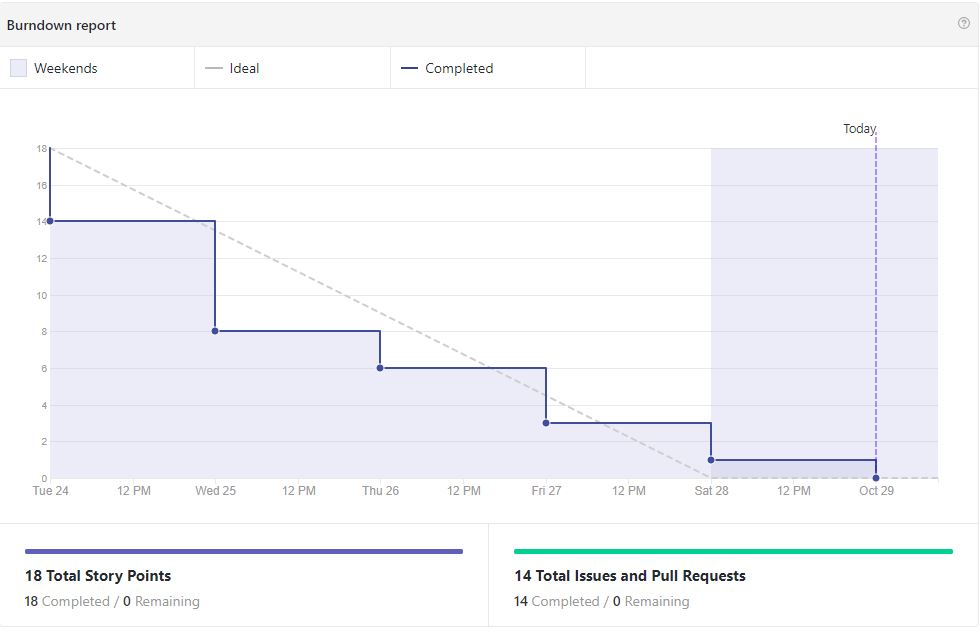 Burndown report
Weekends Ideal Completed
Today
18
16
14
12
10
8
6
4
2
0
Tue 24 12 PM Wed 25 12 PM Thu 26 12 PM Fri 27 12 PM Sat 28 12 PM Oct 29
18 Total Story Points 14 Total Issues and Pull Requests
18 Completed / 0 Remaining 14 Completed / 0 Remaining